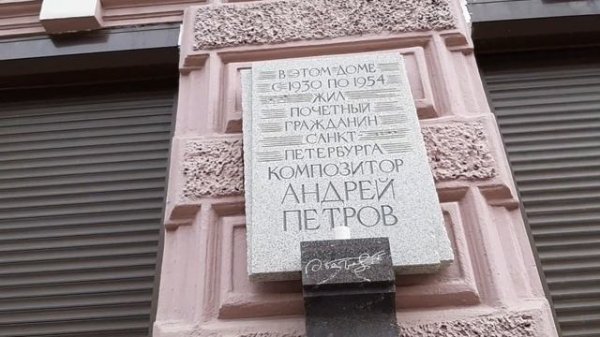 В ЭТОМ ДОМЕ
С 1930 ПО 1954
ЖИЛ
ПОЧЕТНЫЙ
ГРАЖДАНИН
САНКТ-
ПЕТЕРБУРГА
КОМПОЗИТОР
АНДРЕЙ
ПЕТРОВ